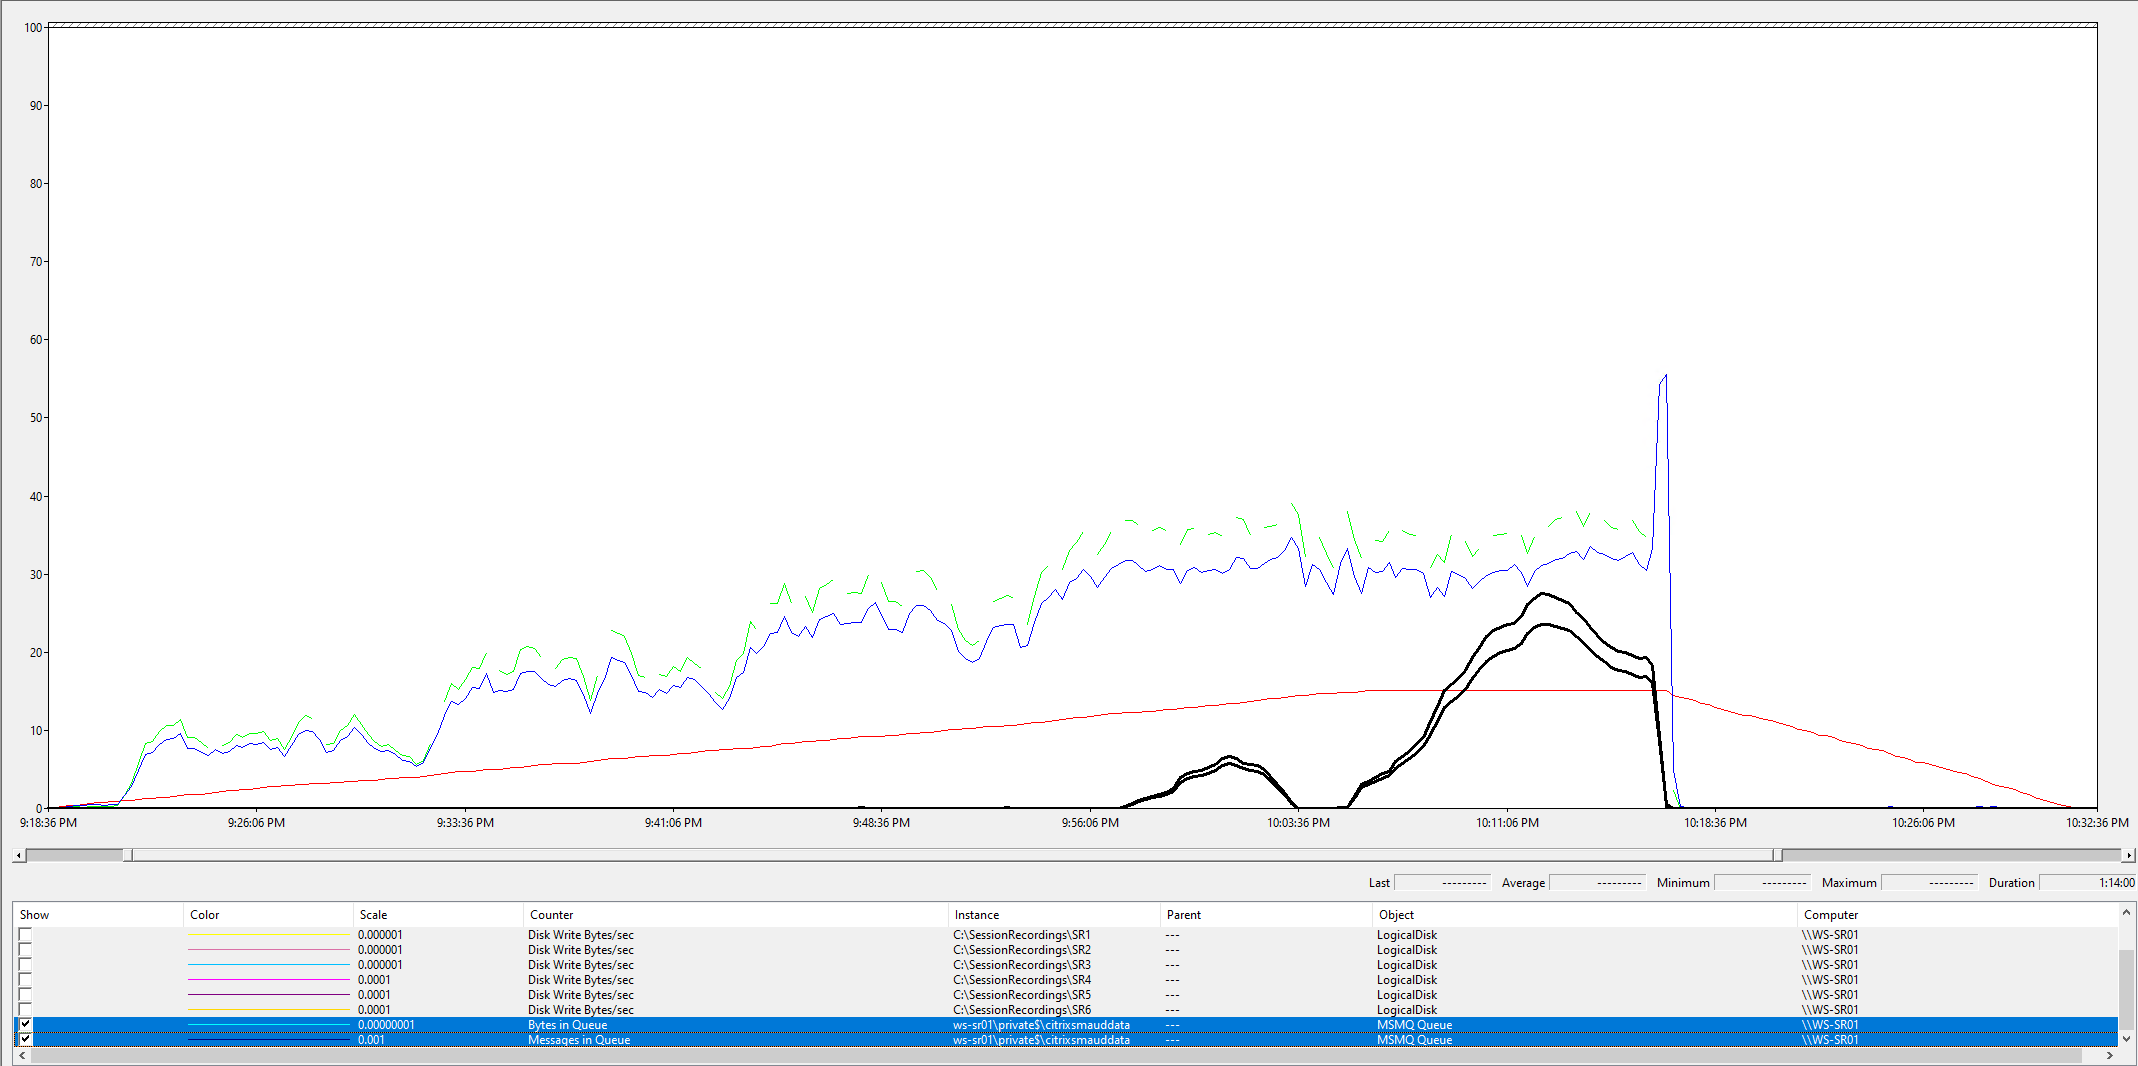 100
90
80
70
60
50
40
30
20
10
0
9:18:36 PM 9:26:06 PM 9:33:36 PM 9:41:06 PM 9:48:36 PM 9:56:06 PM 10:03:36 PM 10:11:06 PM 10:18:36 PM 10:26:06 PM 10:32:36 PM
Last --------- Average --------- Minimum --------- Maximum --------- Duration 1:14:00
Show Color Scale Counter Instance Parent Object Computer
0.000001 Disk Write Bytes/sec C:\SessionRecordings\SR1 --- LogicalDisk \\WS-SR01
0.000001 Disk Write Bytes/sec C:\SessionRecordings\SR2 --- LogicalDisk \\WS-SR01
0.000001 Disk Write Bytes/sec C:\SessionRecordings\SR3 --- LogicalDisk \\WS-SR01
0.0001 Disk Write Bytes/sec C:\SessionRecordings\SR4 --- LogicalDisk \\WS-SR01
0.0001 Disk Write Bytes/sec C:\SessionRecordings\SR5 --- LogicalDisk \\WS-SR01
0.0001 Disk Write Bytes/sec C:\SessionRecordings\SR6 --- LogicalDisk \\WS-SR01
0.00000001 Bytes in Queue ws-sr01\private$\citrixsmauddata --- MSMQ Queue \\WS-SR01
0.001 Messages in Queue ws-sr01\private$\citrixsmauddata --- MSMQ Queue \\WS-SR01